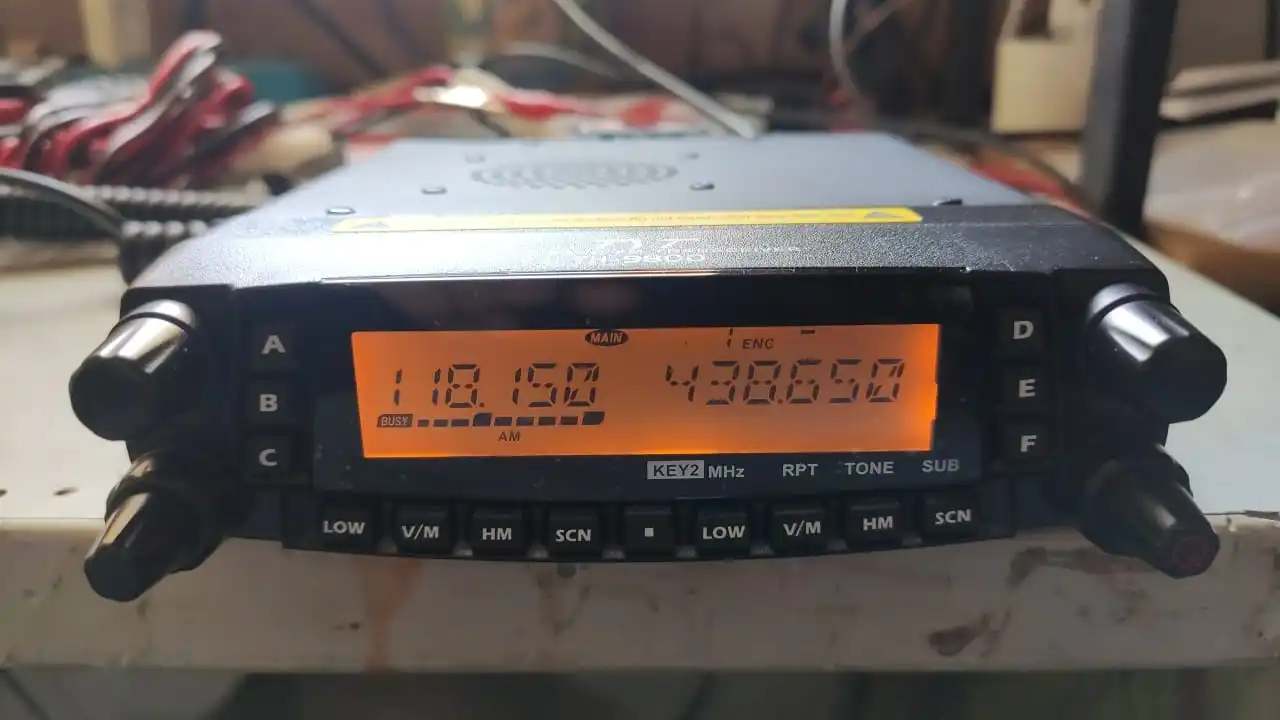 MAIN
1 ENC
118.150
438.650
BUSY
AM
KEY2 MHz RPT TONE SUB
A
B
C
D
E
F
LOW V/M HM SCN LOW V/M HM SCN